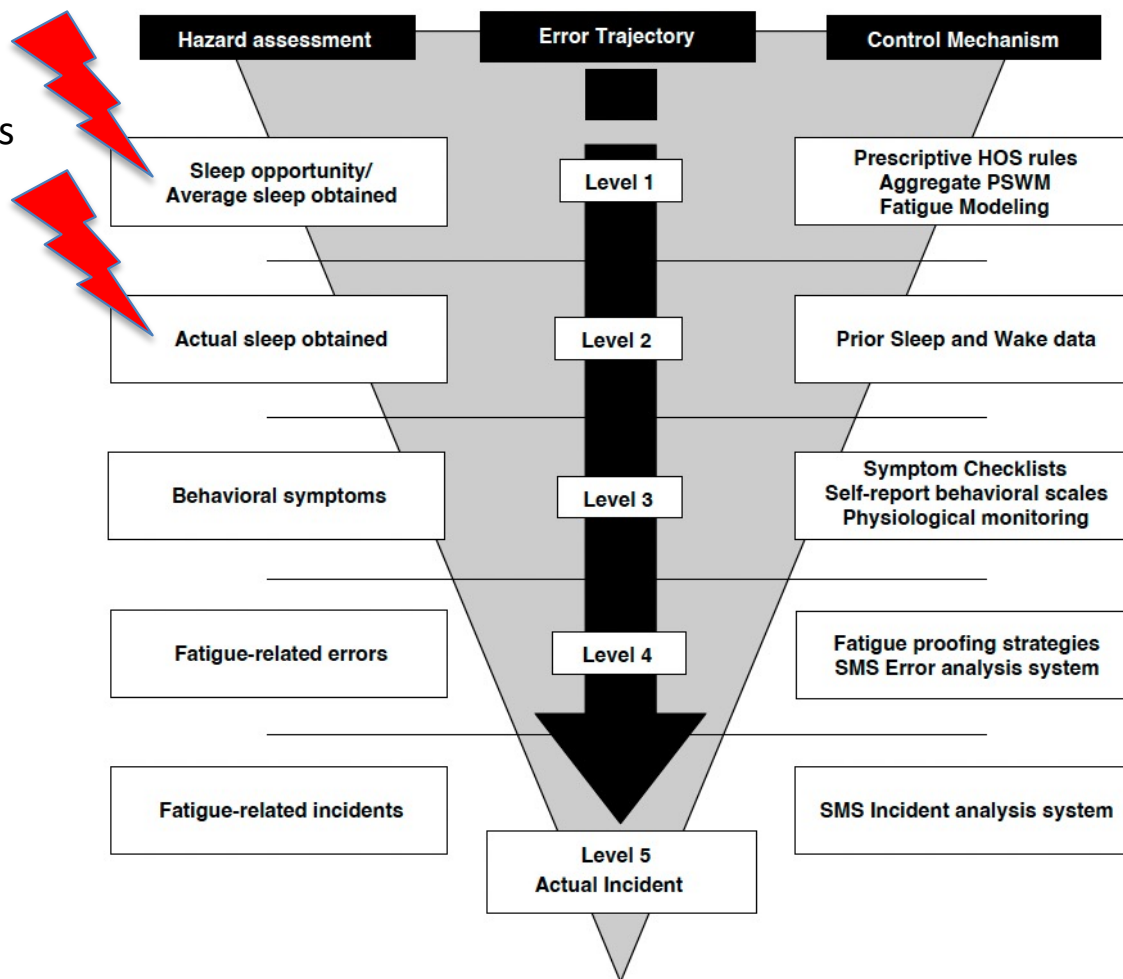 Hazard assessment
Error Trajectory
Control Mechanism
s
Sleep opportunity/
Average sleep obtained
Level 1
Prescriptive HOS rules
Aggregate PSWM
Fatigue Modeling
Actual sleep obtained
Level 2
Prior Sleep and Wake data
Behavioral symptoms
Level 3
Symptom Checklists
Self-report behavioral scales
Physiological monitoring
Fatigue-related errors
Level 4
Fatigue proofing strategies
SMS Error analysis system
Fatigue-related incidents
Level 5
Actual Incident
SMS Incident analysis system